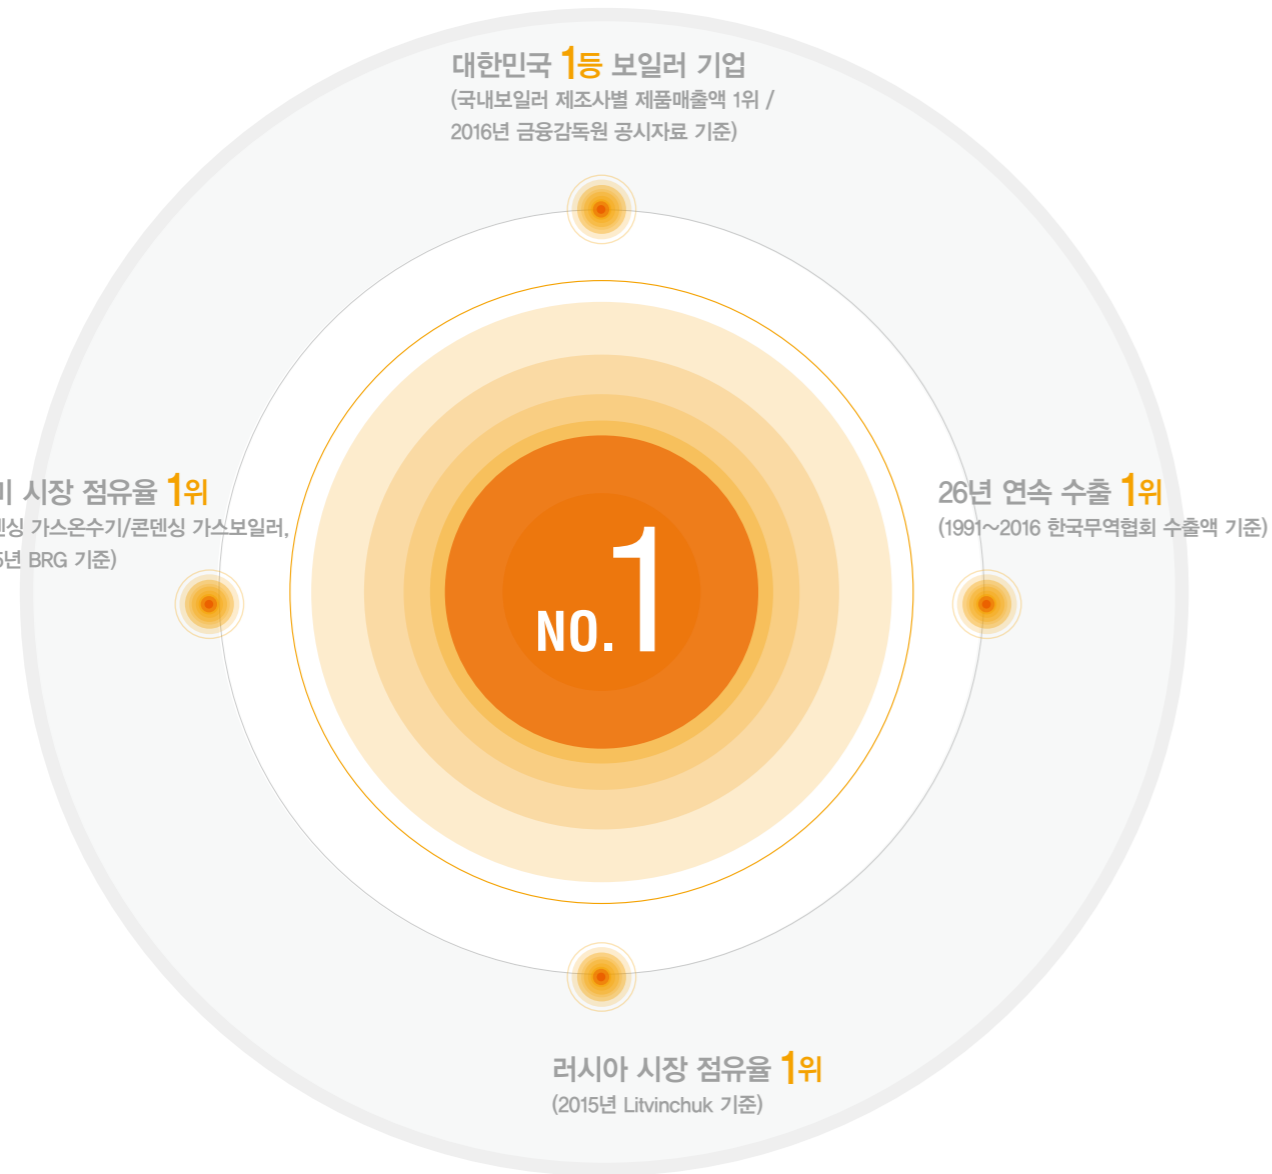 대한민국 1등 보일러 기업
(국내보일러 제조사별 제품매출액 1위 /
2016년 금융감독원 공시자료 기준)
시장 점유율 1위
가스온수기/콘덴싱 가스보일러,
BRG 기준)
NO.1
26년 연속 수출 1위
(1991~2016 한국무역협회 수출액 기준)
러시아 시장 점유율 1위
(2015년 Litvinchuk 기준)